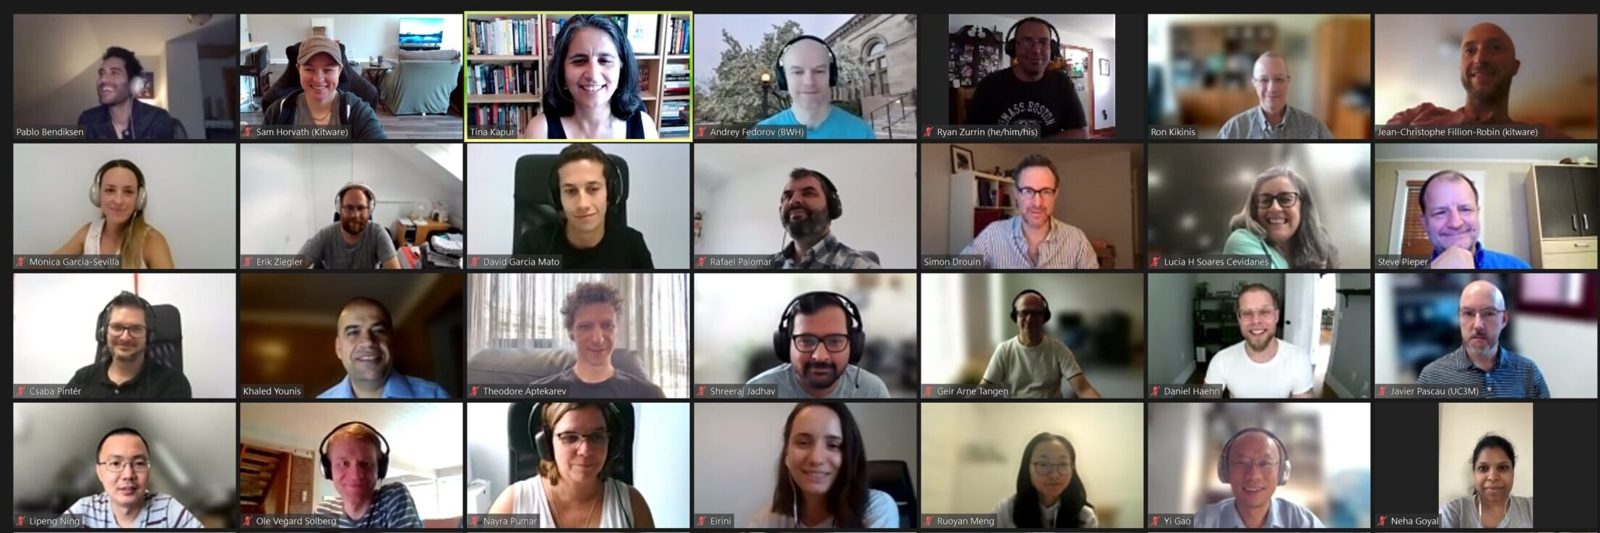 Pablo Bendiksen
Sam Horvath (Kitware)
Tina Kapur
Andrey Fedorov (BWH)
MASS BOSTON
Ryan Zurrin (he/him/his)
Ron Kikinis
Jean-Christophe Fillion-Robin (kitware)
Monica Garcia-Sevilla
Erik Ziegler
David Garcia Mato
Rafael Palomar
Simon Drouin
Lucia H Soares Cevidanes
Steve Pieper
Csaba Pintér
Khaled Younis
Theodore Aptekarev
Shreeraj Jadhav
Geir Arne Tangen
Daniel Haehn
Javier Pascau (UC3M)
Lipeng Ning
Ole Vegard Solberg
Nayra Pumar
Eirini
Ruoyan Meng
Yi Gao
Neha Goyal